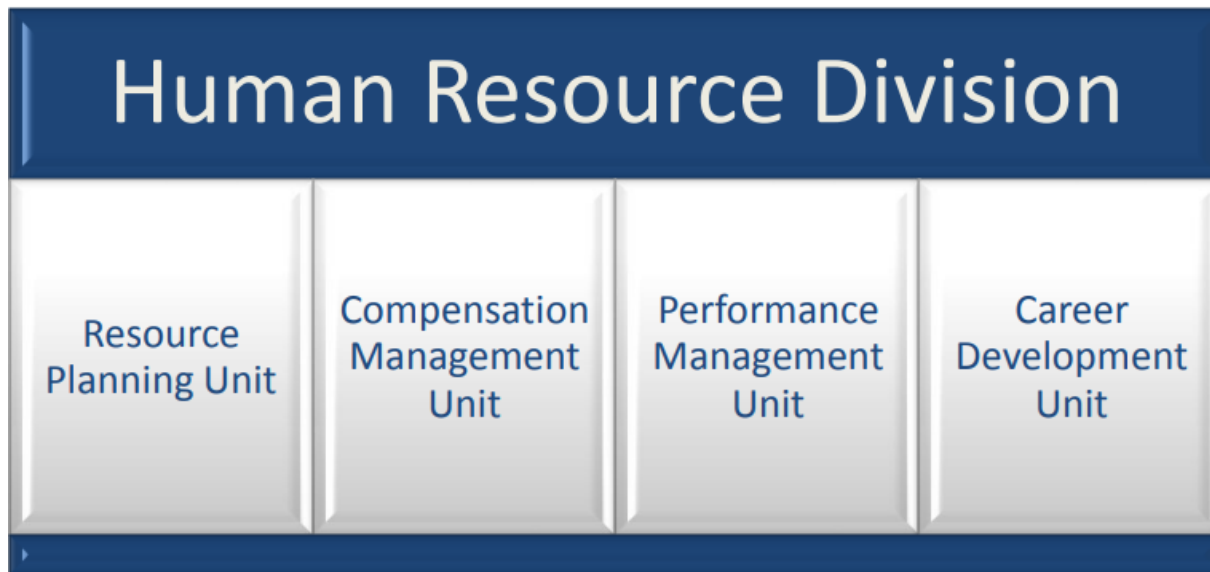 Human Resource Division
Resource
Planning Unit
Compensation
Management
Unit
Performance
Management
Unit
Career
Development
Unit